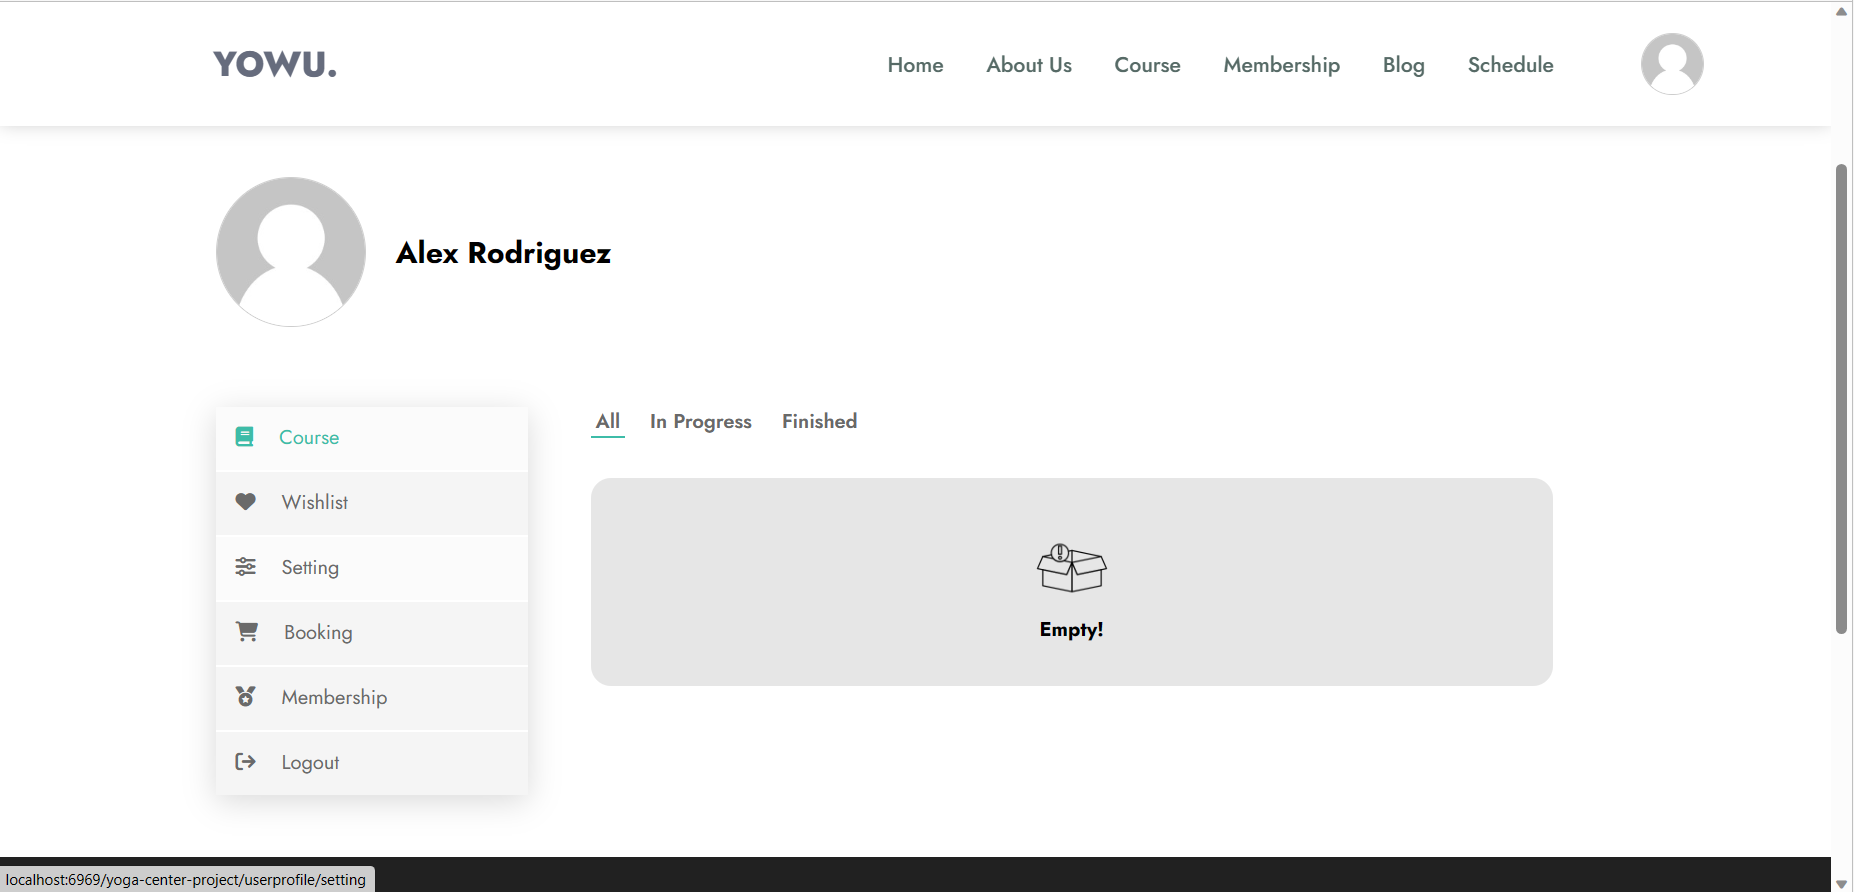 YOWU.
Home About Us Course Membership Blog Schedule
Alex Rodriguez
Course
Wishlist
Setting
Booking
Membership
Logout
All In Progress Finished
Empty!
localhost:6969/yoga-center-project/userprofile/setting